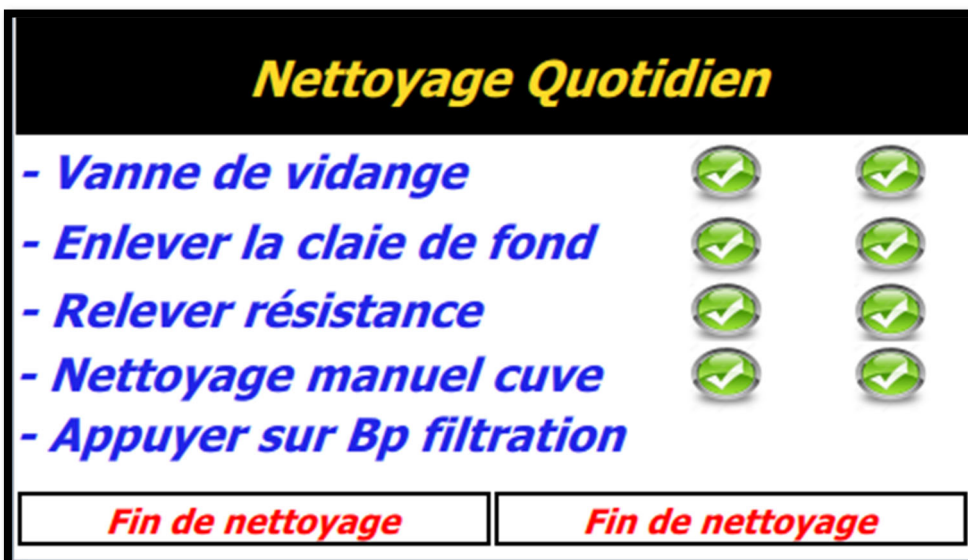 Nettoyage Quotidien
- Vanne de vidange
- Enlever la claie de fond
- Relever résistance
- Nettoyage manuel cuve
- Appuyer sur Bp filtration
Fin de nettoyage
Fin de nettoyage